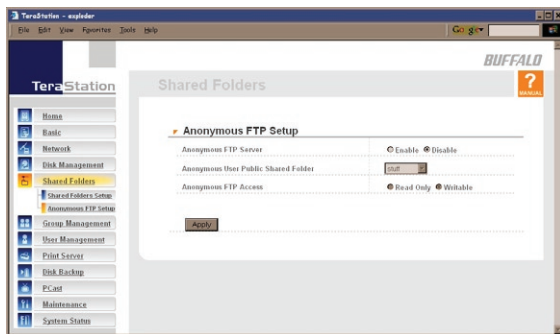 TeraStation - exploder
File Edit View Favorites Tools Help
Google
BUFFALO
TeraStation
Shared Folders
?
MANUAL
Home
Basic
Network
Disk Management
Shared Folders
Shared Folders Setup
Anonymous FTP Setup
Group Management
User Management
Print Server
Disk Backup
PCast
Maintenance
System Status
Anonymous FTP Setup
Anonymous FTP Server
Enable Disable
Anonymous User Public Shared Folder
stuff
Anonymous FTP Access
Read Only Writable
Apply